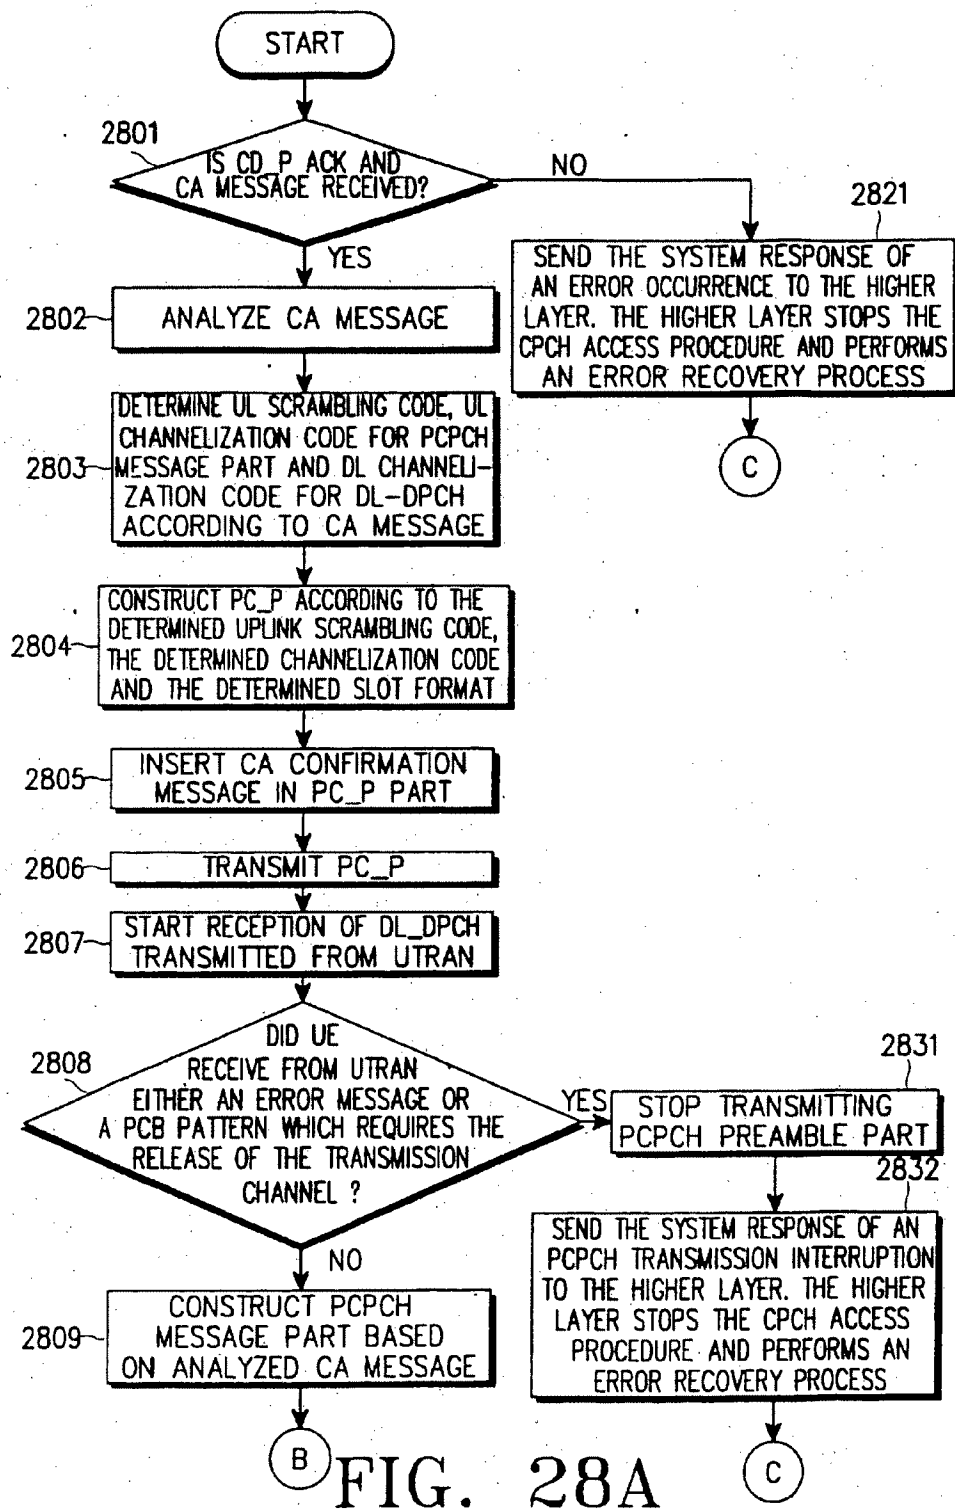 START
2801
IS CD_P ACK AND
CA MESSAGE RECEIVED?
NO
YES
2821
SEND THE SYSTEM RESPONSE OF
AN ERROR OCCURRENCE TO THE HIGHER
LAYER. THE HIGHER LAYER STOPS THE
CPCH ACCESS PROCEDURE AND PERFORMS
AN ERROR RECOVERY PROCESS
C
2802
ANALYZE CA MESSAGE
2803
DETERMINE UL SCRAMBLING CODE, UL
CHANNELIZATION CODE FOR PCPCH
MESSAGE PART AND DL CHANNELI-
ZATION CODE FOR DL-DPCH
ACCORDING TO CA MESSAGE
2804
CONSTRUCT PC_P ACCORDING TO THE
DETERMINED UPLINK SCRAMBLING CODE,
THE DETERMINED CHANNELIZATION CODE
AND THE DETERMINED SLOT FORMAT
2805
INSERT CA CONFIRMATION
MESSAGE IN PC_P PART
2806
TRANSMIT PC_P
2807
START RECEPTION OF DL_DPCH
TRANSMITTED FROM UTRAN
2808
DID UE
RECEIVE FROM UTRAN
EITHER AN ERROR MESSAGE OR
A PCB PATTERN WHICH REQUIRES THE
RELEASE OF THE TRANSMISSION
CHANNEL ?
YES
NO
2831
STOP TRANSMITTING
PCPCH PREAMBLE PART
2832
SEND THE SYSTEM RESPONSE OF AN
PCPCH TRANSMISSION INTERRUPTION
TO THE HIGHER LAYER. THE HIGHER
LAYER STOPS THE CPCH ACCESS
PROCEDURE AND PERFORMS AN
ERROR RECOVERY PROCESS
C
2809
CONSTRUCT PCPCH
MESSAGE PART BASED
ON ANALYZED CA MESSAGE
B
FIG. 28A